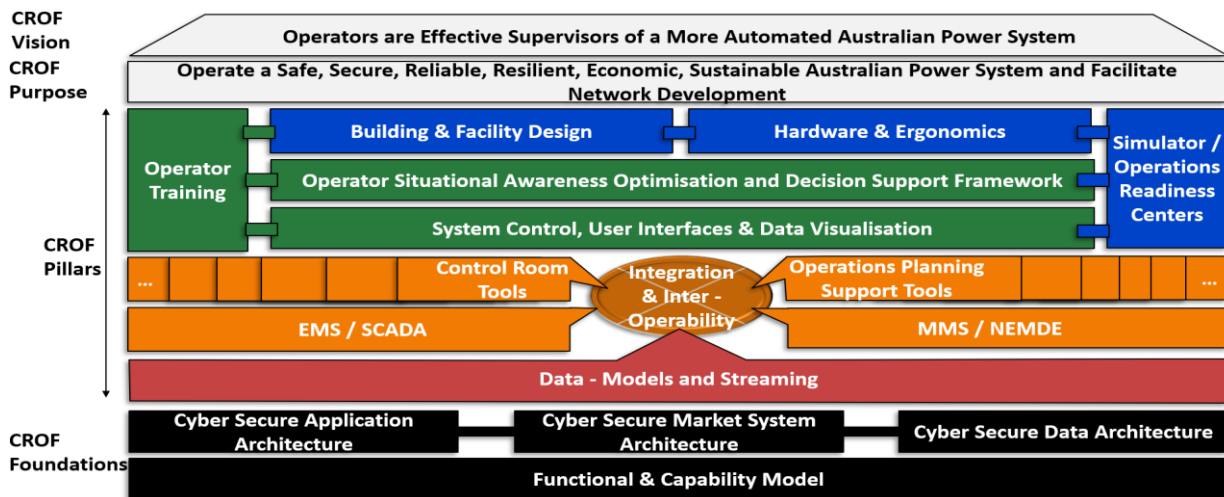 CROF
Vision
Operators are Effective Supervisors of a More Automated Australian Power System
CROF
Purpose
Operate a Safe, Secure, Reliable, Resilient, Economic, Sustainable Australian Power System and Facilitate
Network Development
CROF
Pillars
Operator
Training
Building & Facility Design
Hardware & Ergonomics
Simulator /
Operations
Readiness
Centers
Operator Situational Awareness Optimisation and Decision Support Framework
System Control, User Interfaces & Data Visualisation
...
Control Room
Tools
Integration
& Inter -
Operability
Operations Planning
Support Tools
...
EMS / SCADA
MMS / NEMDE
Data - Models and Streaming
CROF
Foundations
Cyber Secure Application
Architecture
Cyber Secure Market System
Architecture
Cyber Secure Data Architecture
Functional & Capability Model